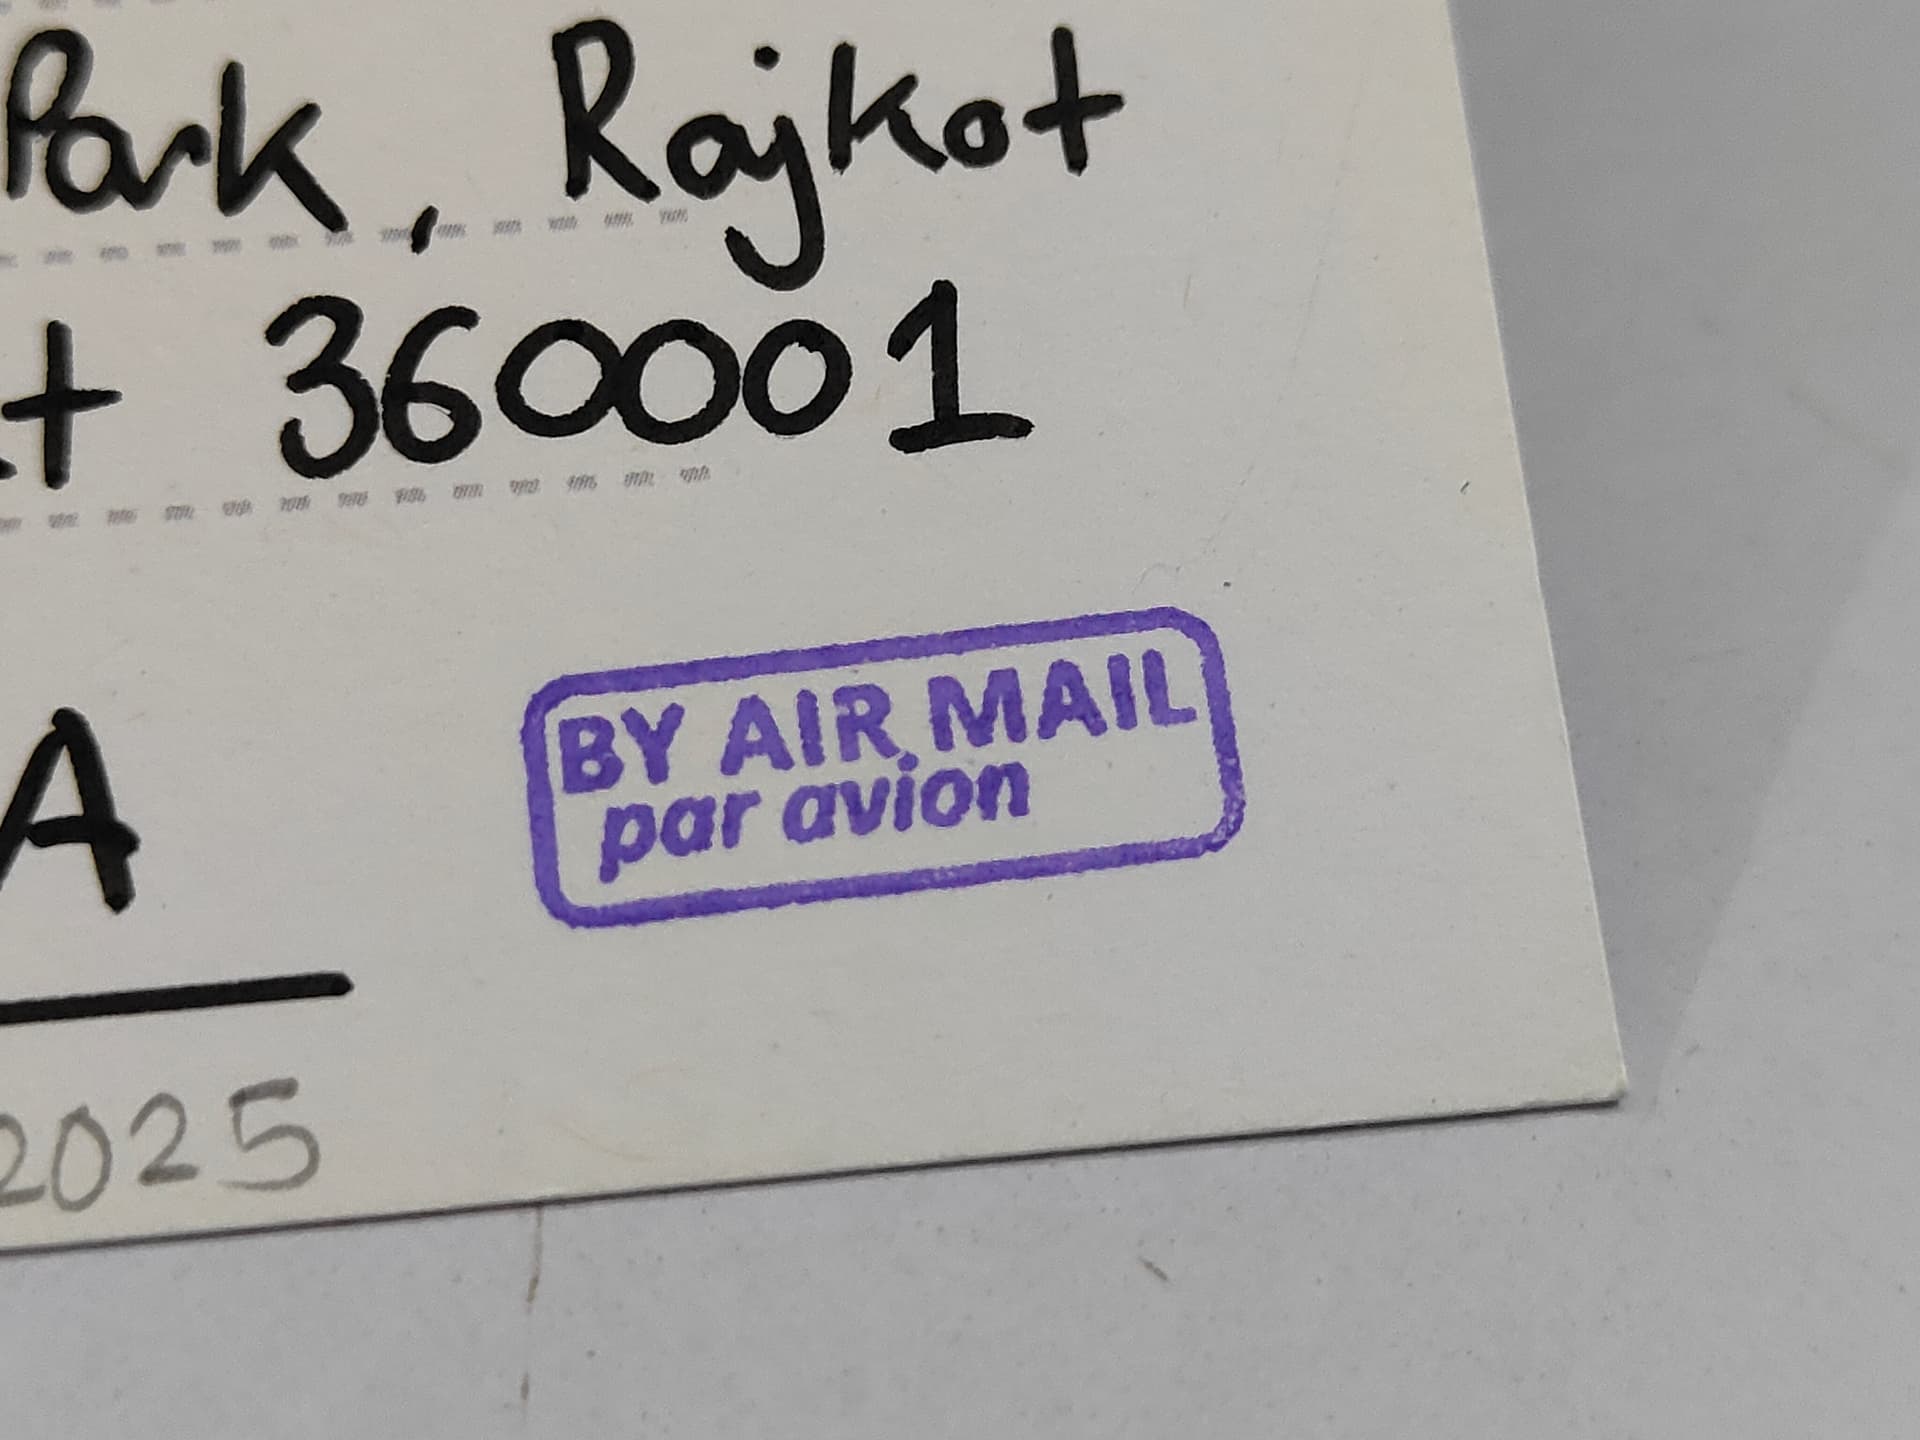 Park, Rajkot
t 360001
A
BY AIR MAIL
par avion
2025